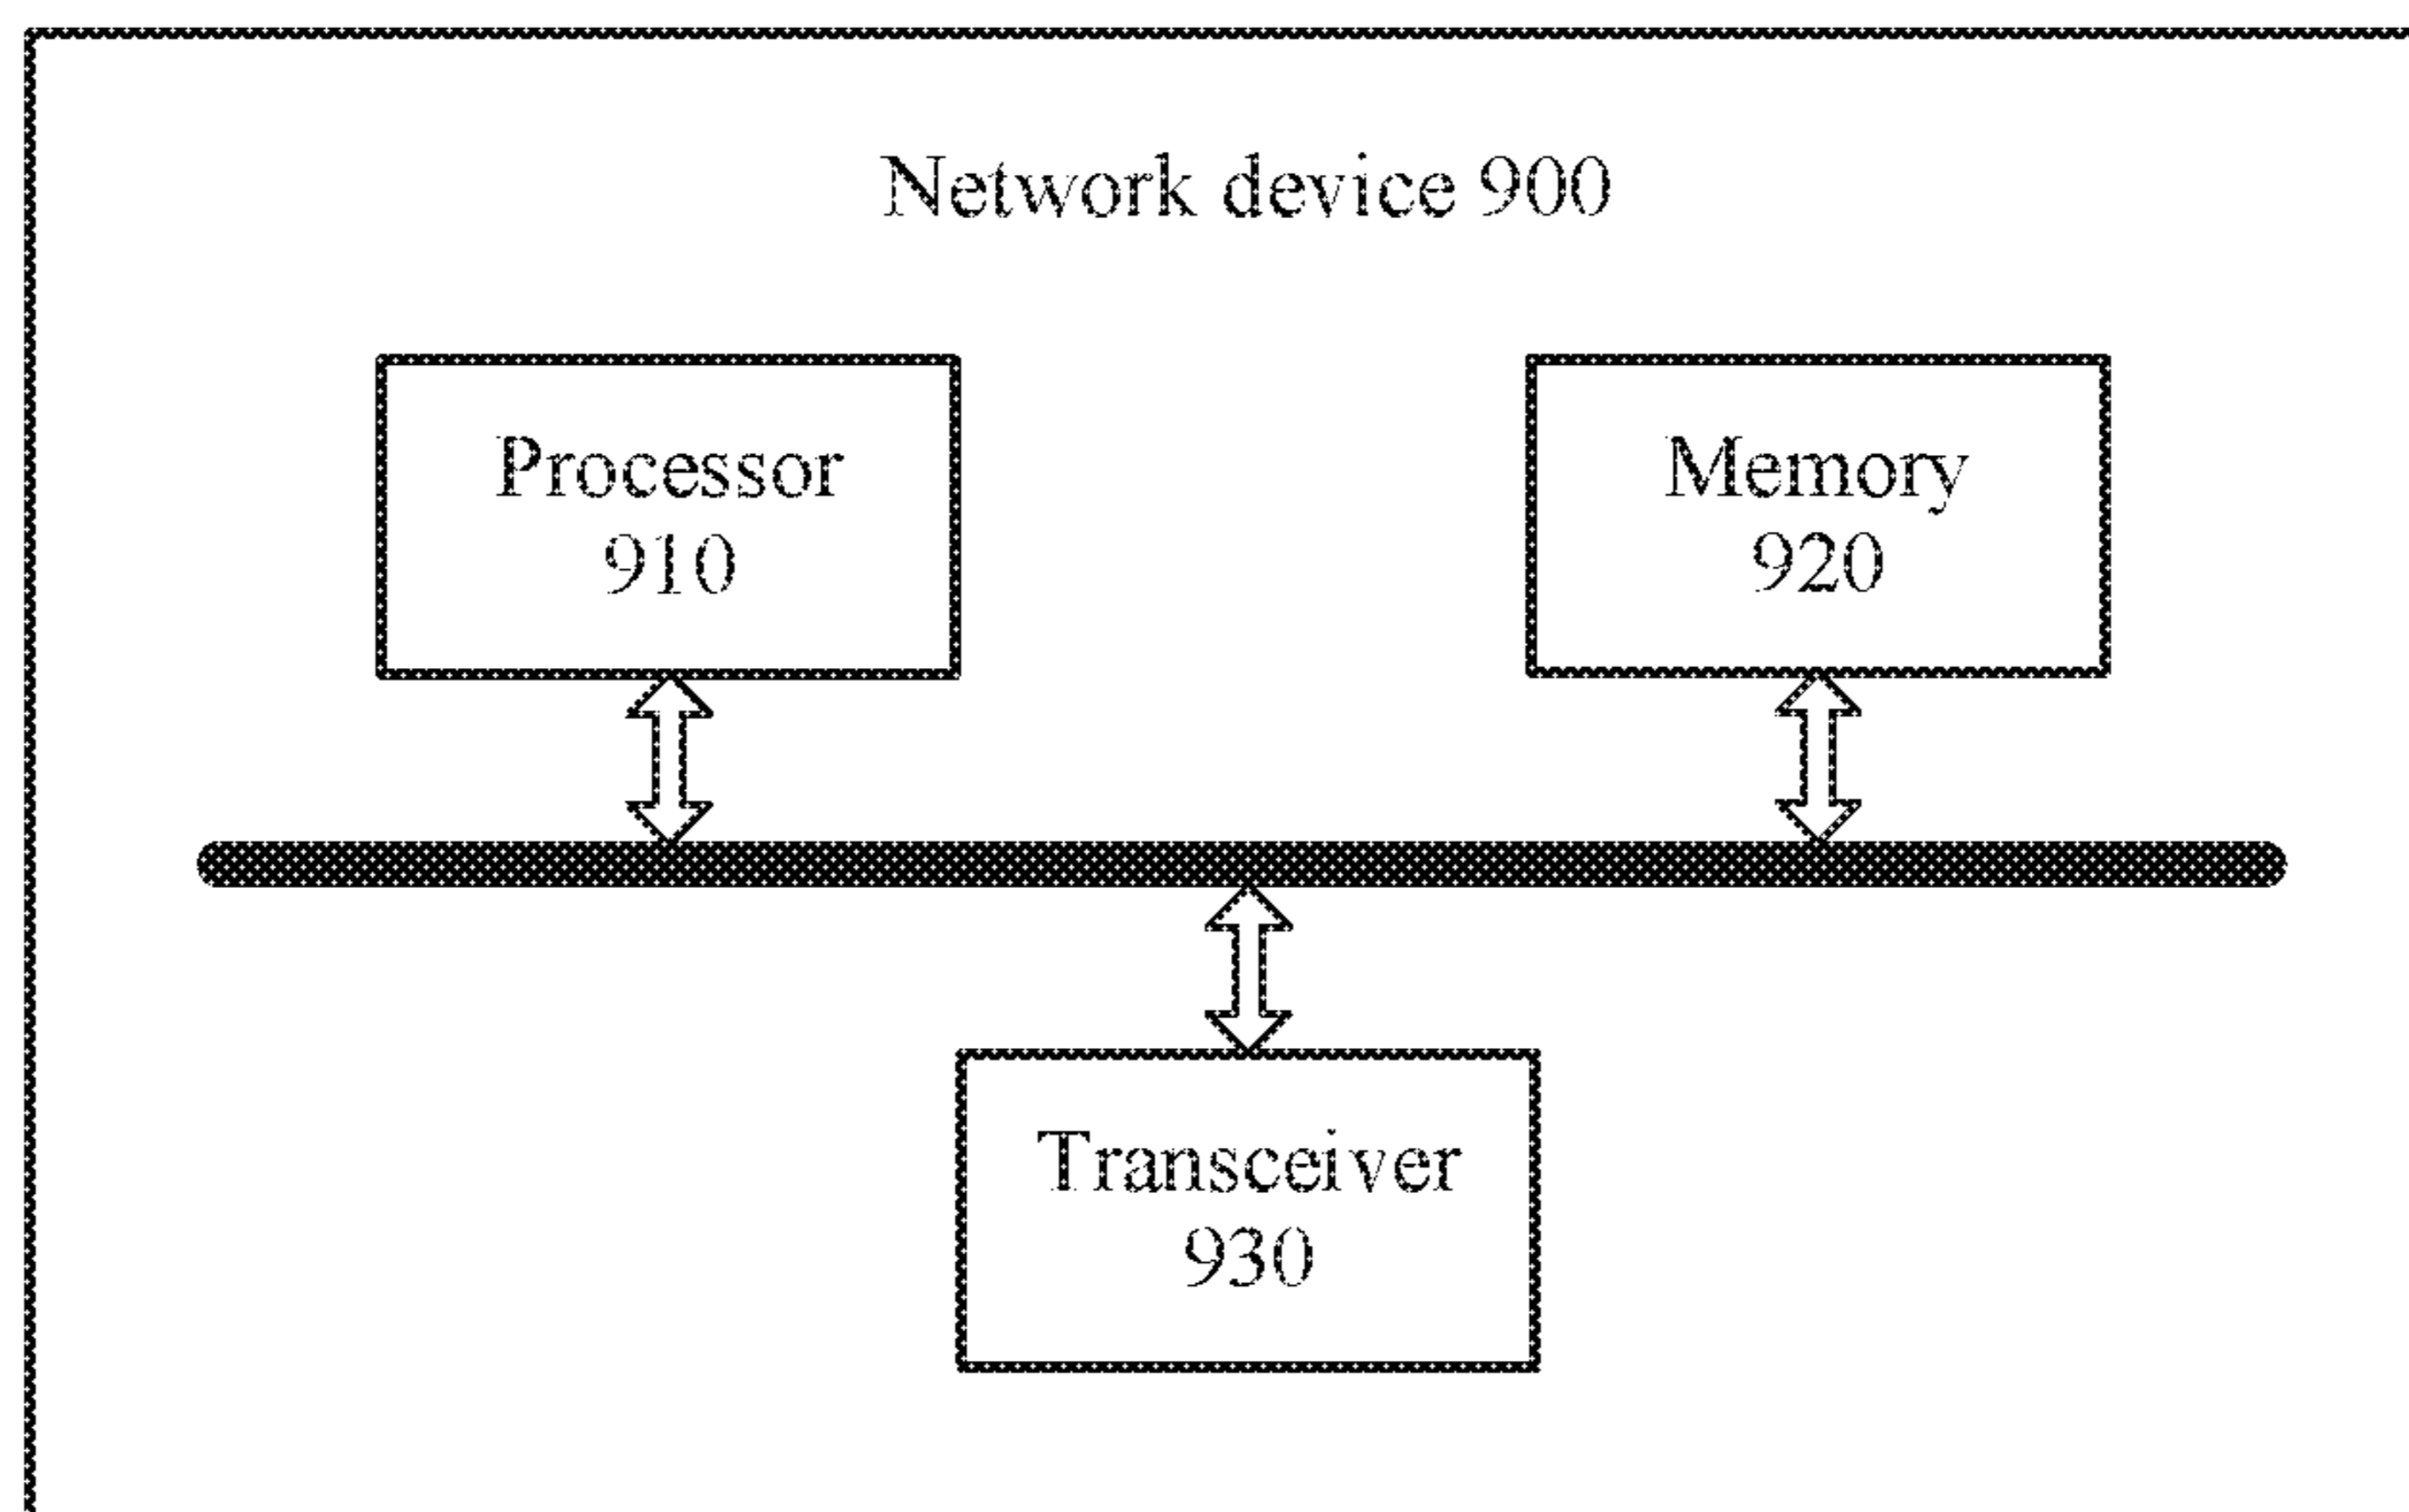 Network device 900
Processor
910
Memory
920
Transceiver
930